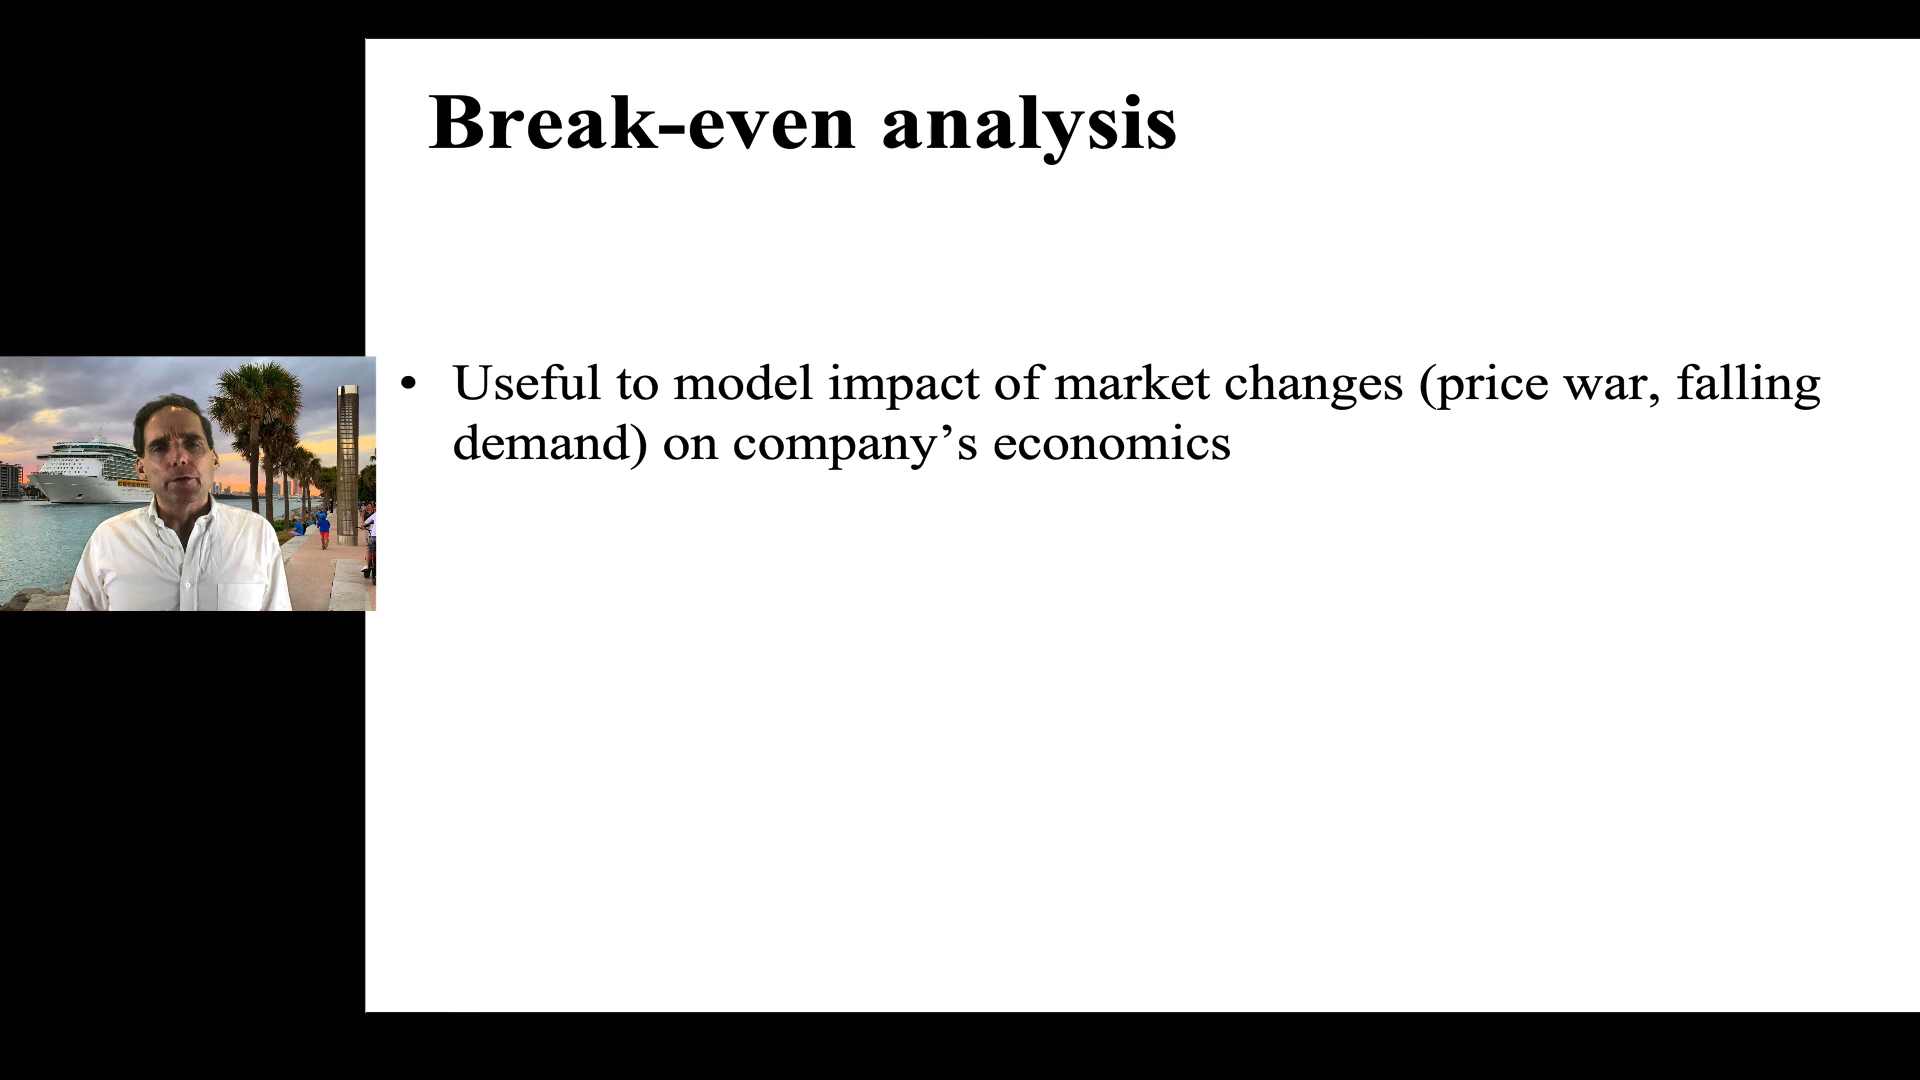 Break-even analysis
• Useful to model impact of market changes (price war, falling
demand) on company’s economics